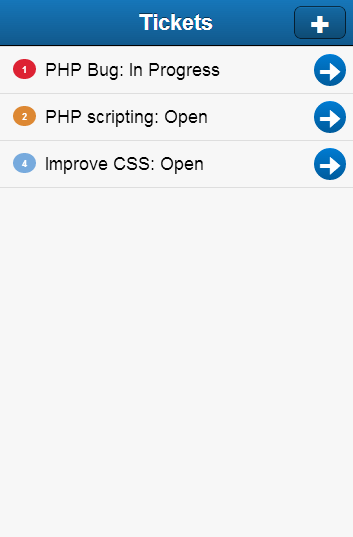 Tickets
1 PHP Bug: In Progress
2 PHP scripting: Open
4 Improve CSS: Open